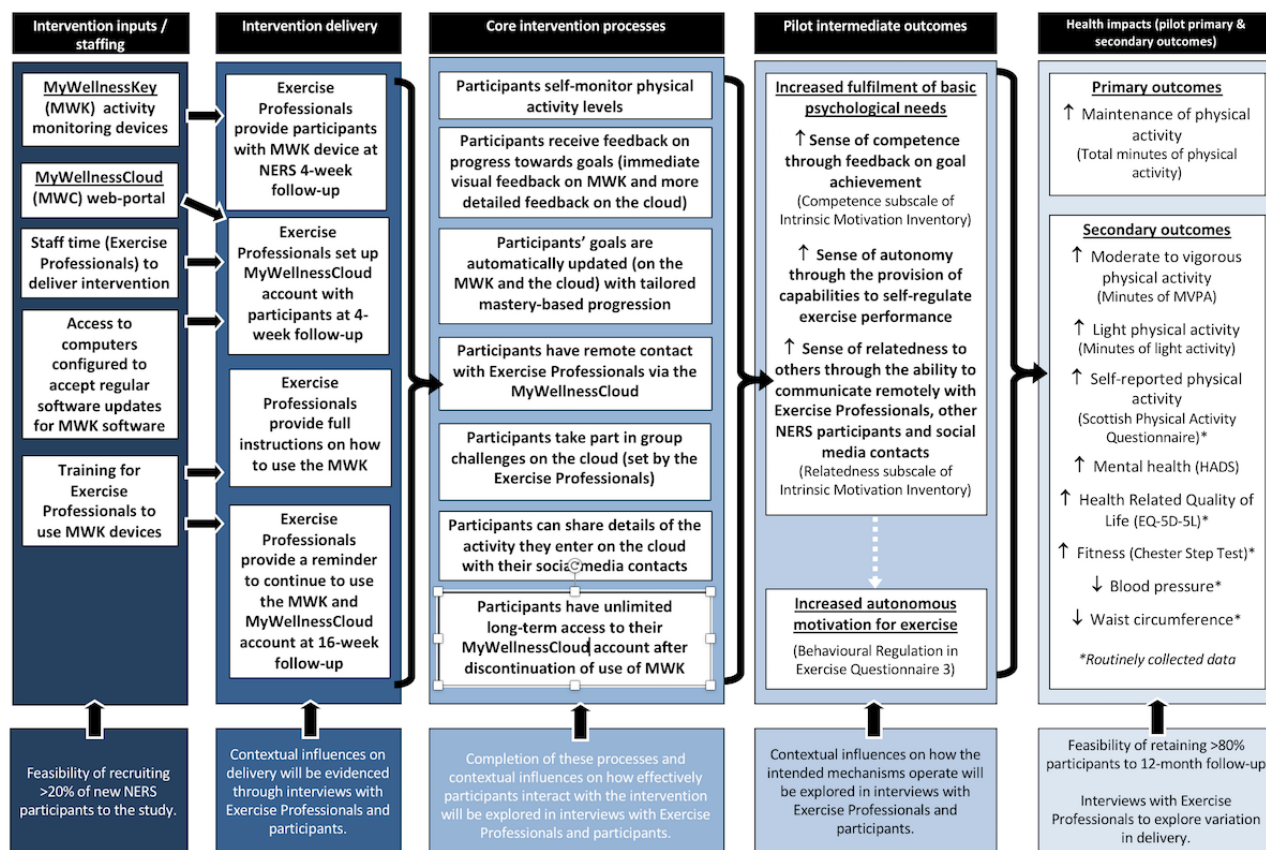 Intervention inputs /
staffing
MyWellnessKey
(MWK) activity
monitoring devices
MyWellnessCloud
(MWC) web-portal
Staff time (Exercise
Professionals) to
deliver intervention
Access to
computers
configured to
accept regular
software updates
for MWK software
Training for
Exercise
Professionals to
use MWK devices
Feasibility of recruiting
>20% of new NERS
participants to the study.
Intervention delivery
Exercise
Professionals
provide participants
with MWK device at
NERS 4-week
follow-up
Exercise
Professionals set up
MyWellnessCloud
account with
participants at 4-
week follow-up
Exercise
Professionals
provide full
instructions on how
to use the MWK
Exercise
Professionals
provide a reminder
to continue to use
the MWK and
MyWellnessCloud
account at 16-week
follow-up
Contextual influences on
delivery will be evidenced
through interviews with
Exercise Professionals and
participants.
Core intervention processes
Participants self-monitor physical
activity levels
Participants receive feedback on
progress towards goals (immediate
visual feedback on MWK and more
detailed feedback on the cloud)
Participants' goals are
automatically updated (on the
MWK and the cloud) with tailored
mastery-based progression
Participants have remote contact
with Exercise Professionals via the
MyWellnessCloud
Participants take part in group
challenges on the cloud (set by the
Exercise Professionals)
Participants can share details of the
activity they enter on the cloud
with their social media contacts
Participants have unlimited
long-term access to their
MyWellnessCloud account after
discontinuation of use of MWK
Completion of these processes and
contextual influences on how effectively
participants interact with the intervention
will be explored in interviews with Exercise
Professionals and participants.
Pilot intermediate outcomes
Increased fulfilment of basic
psychological needs
↑ Sense of competence
through feedback on goal
achievement
(Competence subscale of
Intrinsic Motivation Inventory)
↑ Sense of autonomy
through the provision of
capabilities to self-regulate
exercise performance
↑ Sense of relatedness to
others through the ability to
communicate remotely with
Exercise Professionals, other
NERS participants and social
media contacts
(Relatedness subscale of
Intrinsic Motivation Inventory)
Increased autonomous
motivation for exercise
(Behavioural Regulation in
Exercise Questionnaire 3)
Contextual influences on how the
intended mechanisms operate will
be explored in interviews with
Exercise Professionals and
participants.
Health impacts (pilot primary &
secondary outcomes)
Primary outcomes
↑ Maintenance of physical
activity
(Total minutes of physical
activity)
Secondary outcomes
↑ Moderate to vigorous
physical activity
(Minutes of MVPA)
↑ Light physical activity
(Minutes of light activity)
↑ Self-reported physical
activity
(Scottish Physical Activity
Questionnaire)*
↑ Mental health (HADS)
↑ Health Related Quality of
Life (EQ-5D-5L)*
↑ Fitness (Chester Step Test)*
↓ Blood pressure*
↓ Waist circumference*
*Routinely collected data
Feasibility of retaining >80%
participants to 12-month follow-up.
Interviews with Exercise
Professionals to explore variation
in delivery.